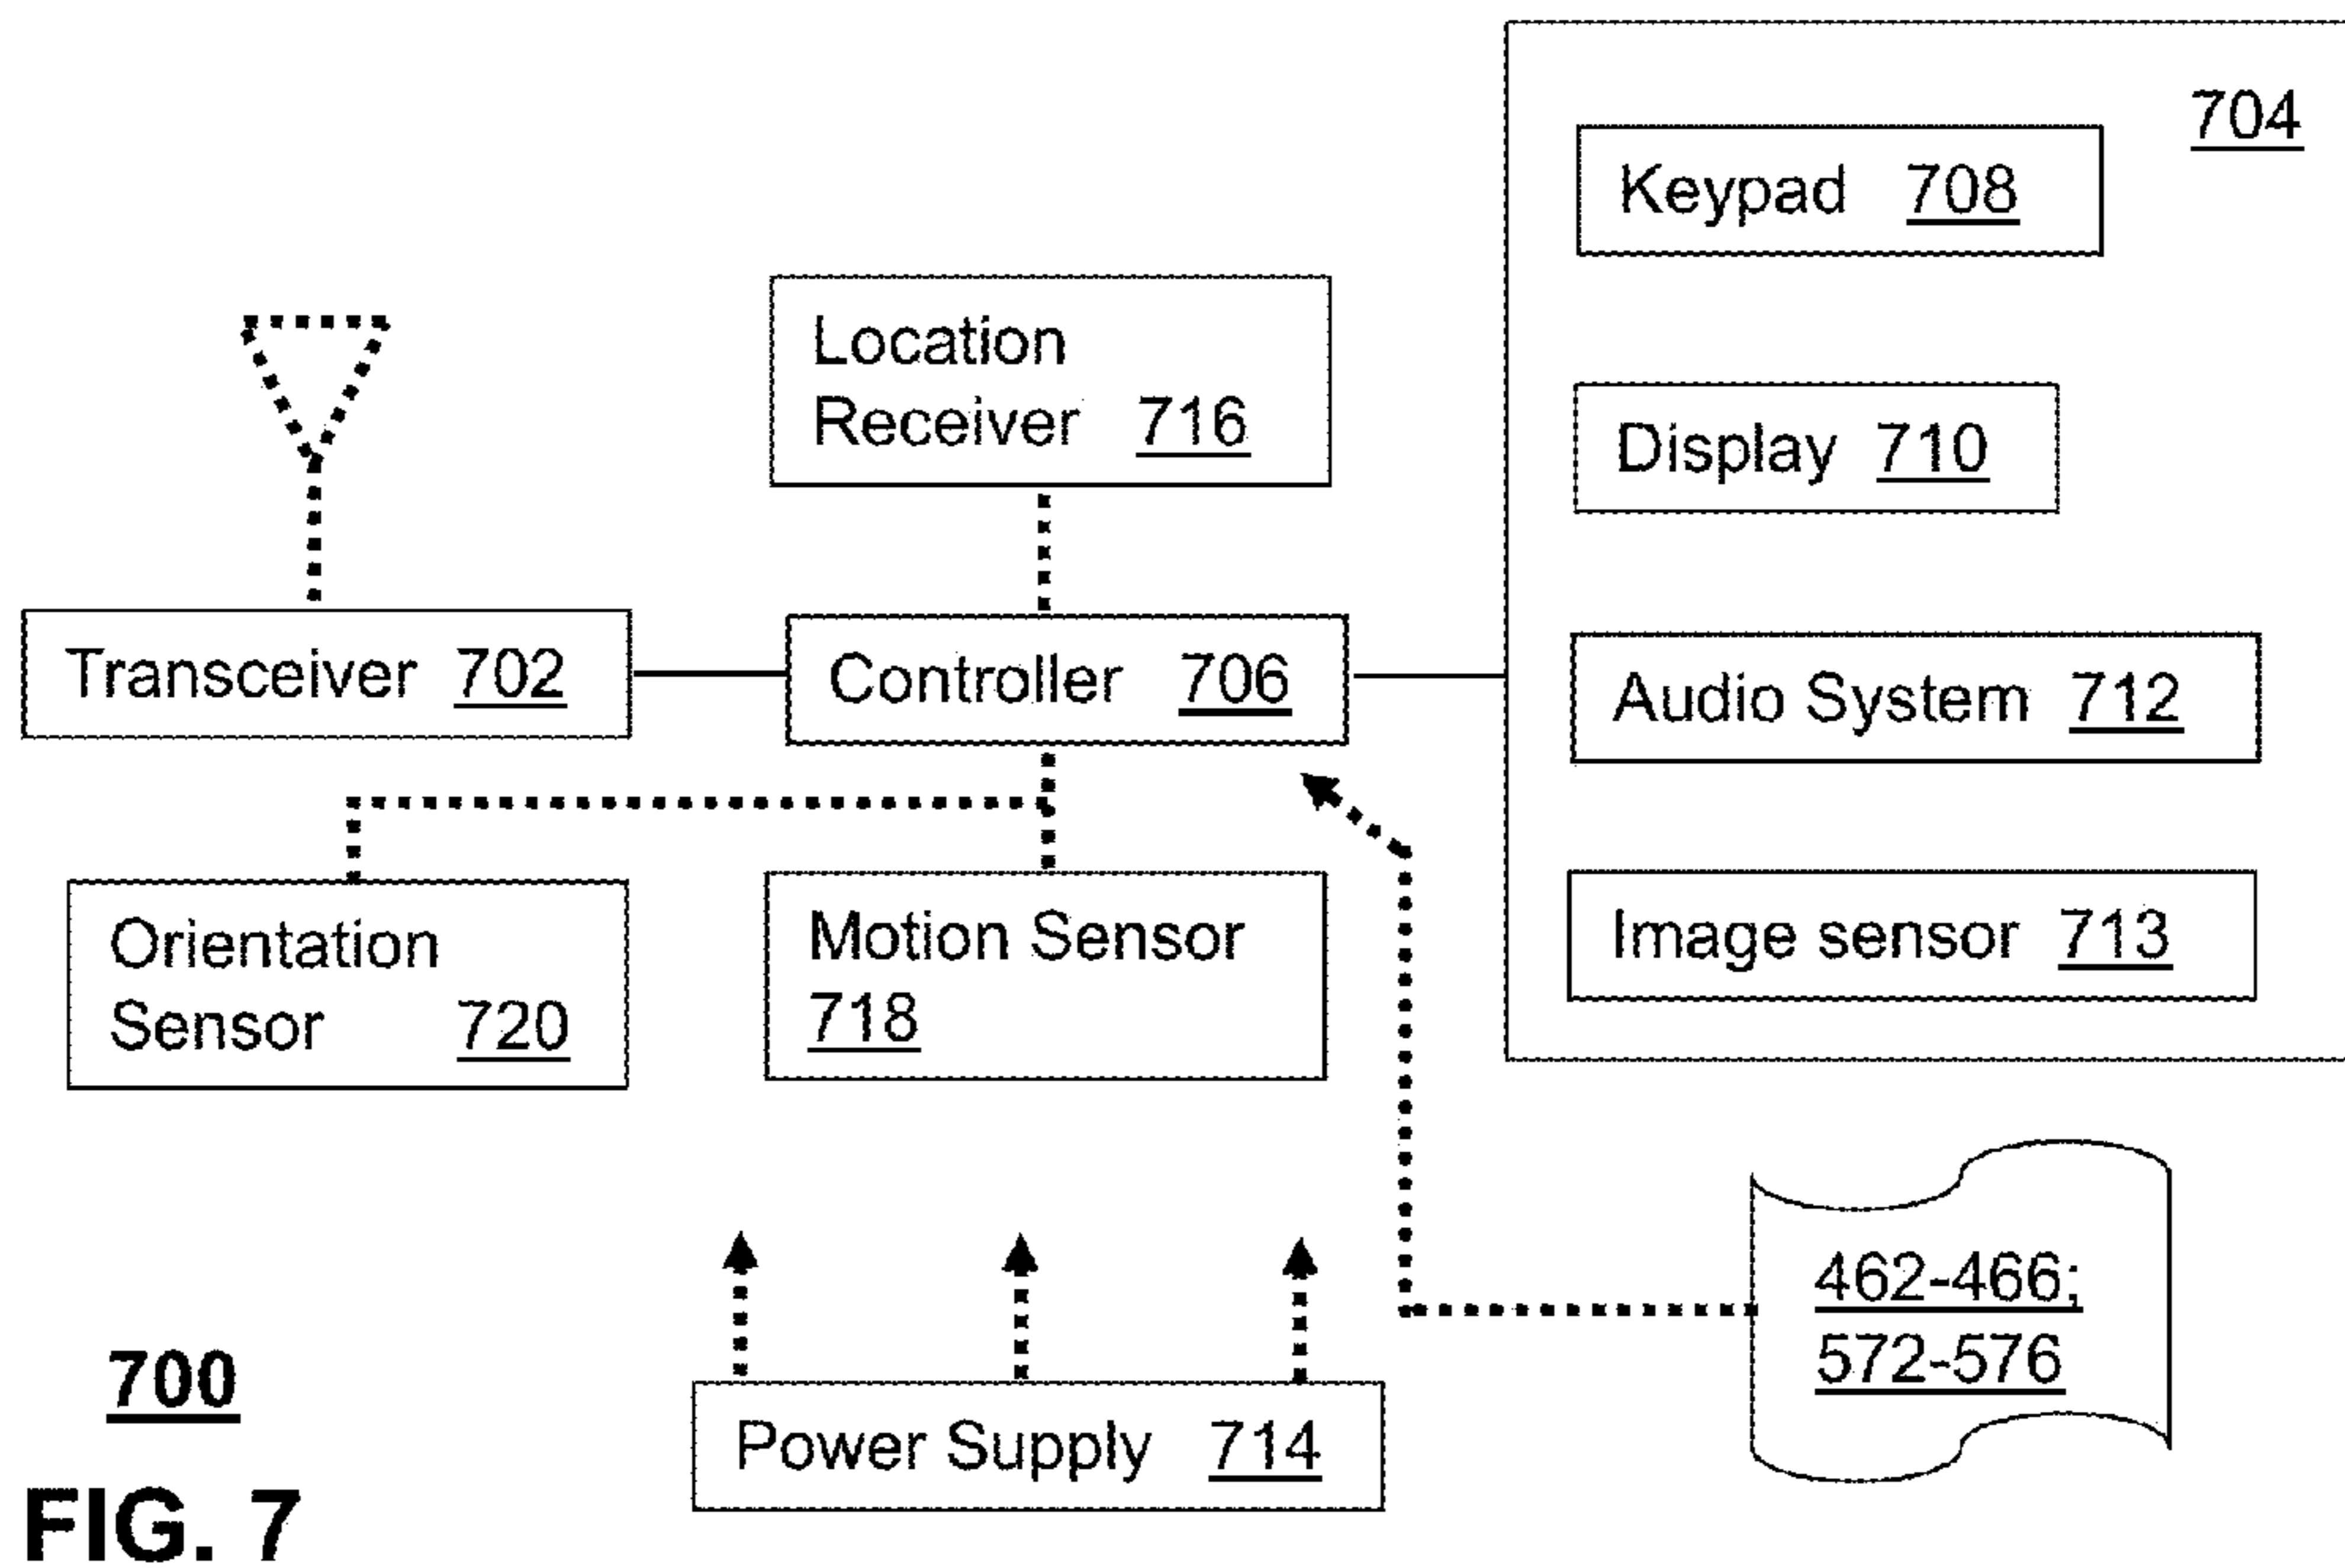 704
Keypad 708
Location
Receiver 716
Display 710
Transceiver 702
Controller 706
Audio System 712
Orientation
Sensor 720
Motion Sensor
718
Image sensor 713
462-466;
572-576
Power Supply 714
700
FIG. 7